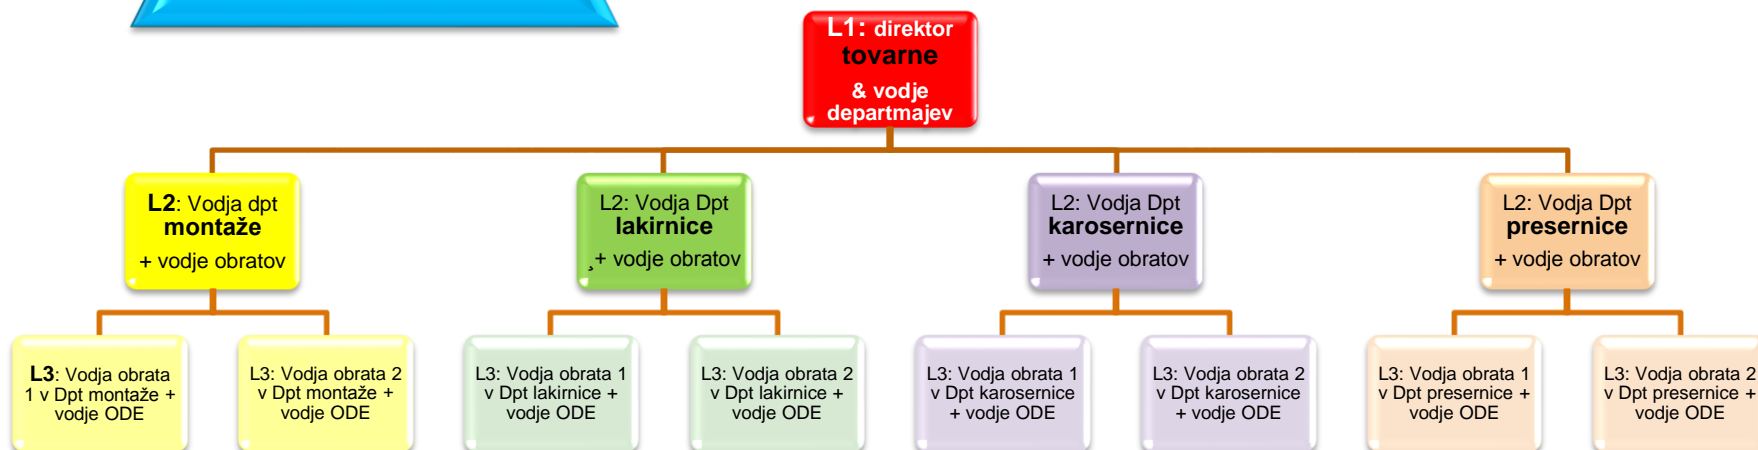 L1: direktor
tovarne
& vodje
departmajev
L2: Vodja dpt
montaže
+ vodje obratov
L2: Vodja Dpt
lakirnice
¸+ vodje obratov
L2: Vodja Dpt
karosernice
+ vodje obratov
L2: Vodja Dpt
presernice
+ vodje obratov
L3: Vodja obrata
1 v Dpt montaže +
vodje ODE
L3: Vodja obrata 2
v Dpt montaže +
vodje ODE
L3: Vodja obrata 1
v Dpt lakirnice +
vodje ODE
L3: Vodja obrata 2
v Dpt lakirnice +
vodje ODE
L3: Vodja obrata 1
v Dpt karosernice
+ vodje ODE
L3: Vodja obrata 2
v Dpt karosernice
+ vodje ODE
L3: Vodja obrata 1
v Dpt presernice +
vodje ODE
L3: Vodja obrata 2
v Dpt presernice +
vodje ODE